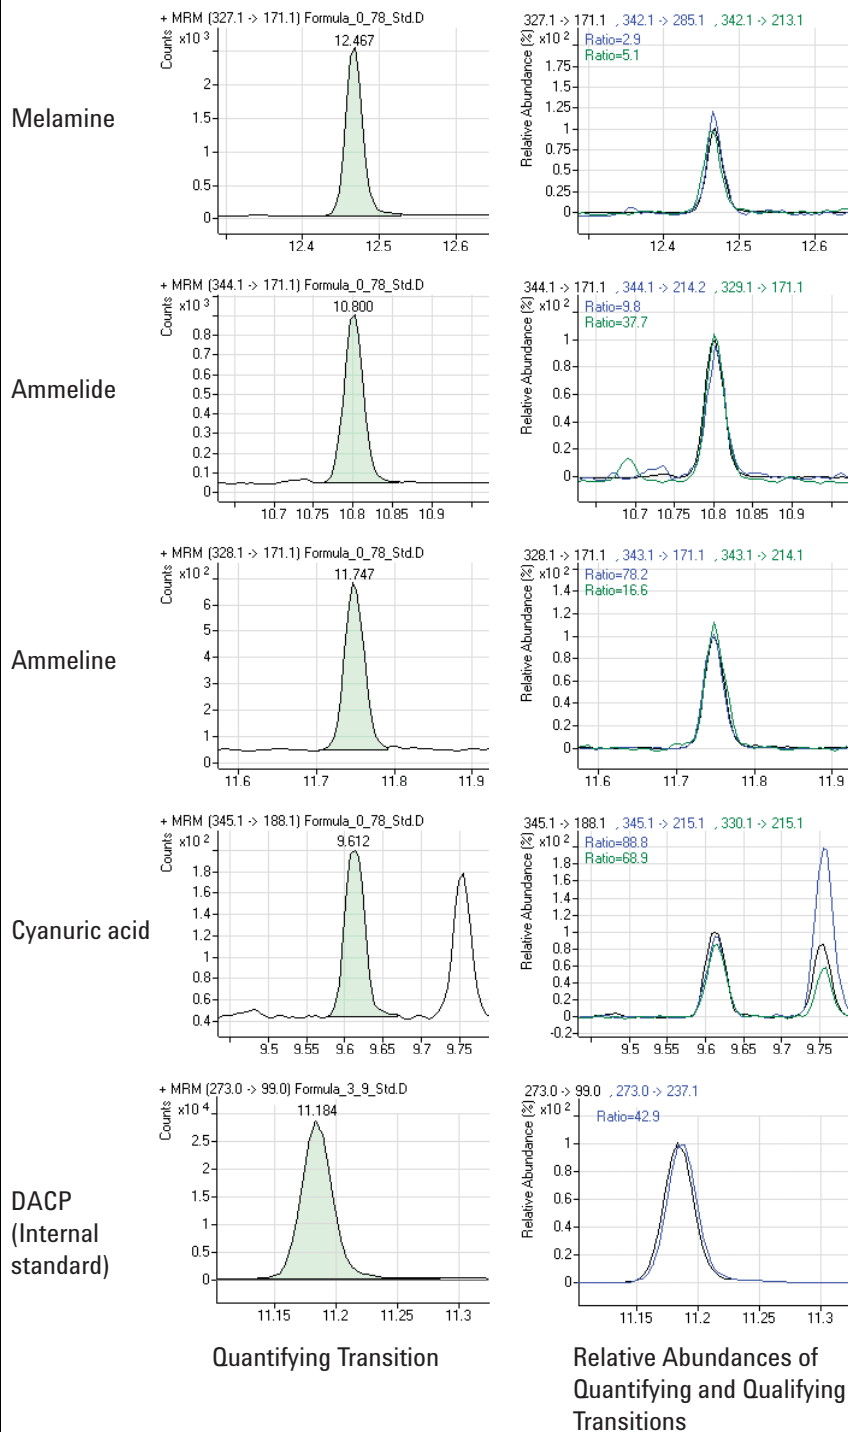 + MRM (327.1 -> 171.1) Formula_0_78_Std.D
Counts
x10 3
12.467
2
1.5
1
0.5
0
12.4 12.5 12.6
Melamine
327.1 -> 171.1 , 342.1 -> 285.1 , 342.1 -> 213.1
Relative Abundance (%)
x10 2
Ratio=2.9
Ratio=5.1
1.75
1.5
1.25
1
0.75
0.5
0.25
0
12.4 12.5 12.6
+ MRM (344.1 -> 171.1) Formula_0_78_Std.D
Counts
x10 3
10.800
0.9
0.8
0.7
0.6
0.5
0.4
0.3
0.2
0.1
0
10.7 10.75 10.8 10.85 10.9
Ammelide
344.1 -> 171.1 , 344.1 -> 214.2 , 329.1 -> 171.1
Relative Abundance (%)
x10 2
Ratio=9.8
Ratio=37.7
1
0.8
0.6
0.4
0.2
0
10.7 10.75 10.8 10.85 10.9
+ MRM (328.1 -> 171.1) Formula_0_78_Std.D
Counts
x10 2
11.747
6
5
4
3
2
1
0
11.6 11.7 11.8 11.9
Ammeline
328.1 -> 171.1 , 343.1 -> 171.1 , 343.1 -> 214.1
Relative Abundance (%)
x10 2
Ratio=78.2
Ratio=16.6
1.4
1.2
1
0.8
0.6
0.4
0.2
0
11.6 11.7 11.8 11.9
+ MRM (345.1 -> 188.1) Formula_0_78_Std.D
Counts
x10 2
9.612
1.8
1.6
1.4
1.2
1
0.8
0.6
0.4
9.5 9.55 9.6 9.65 9.7 9.75
Cyanuric acid
345.1 -> 188.1 , 345.1 -> 215.1 , 330.1 -> 215.1
Relative Abundance (%)
x10 2
Ratio=88.8
Ratio=68.9
1.8
1.6
1.4
1.2
1
0.8
0.6
0.4
0.2
0
-0.2
9.5 9.55 9.6 9.65 9.7 9.75
+ MRM (273.0 -> 99.0) Formula_3_9_Std.D
Counts
x10 4
11.184
2.5
2
1.5
1
0.5
0
11.15 11.2 11.25 11.3
DACP
(Internal
standard)
273.0 -> 99.0 , 273.0 -> 237.1
Relative Abundance (%)
x10 2
Ratio=42.9
1
0.8
0.6
0.4
0.2
0
11.15 11.2 11.25 11.3
Quantifying Transition
Relative Abundances of
Quantifying and Qualifying
Transitions